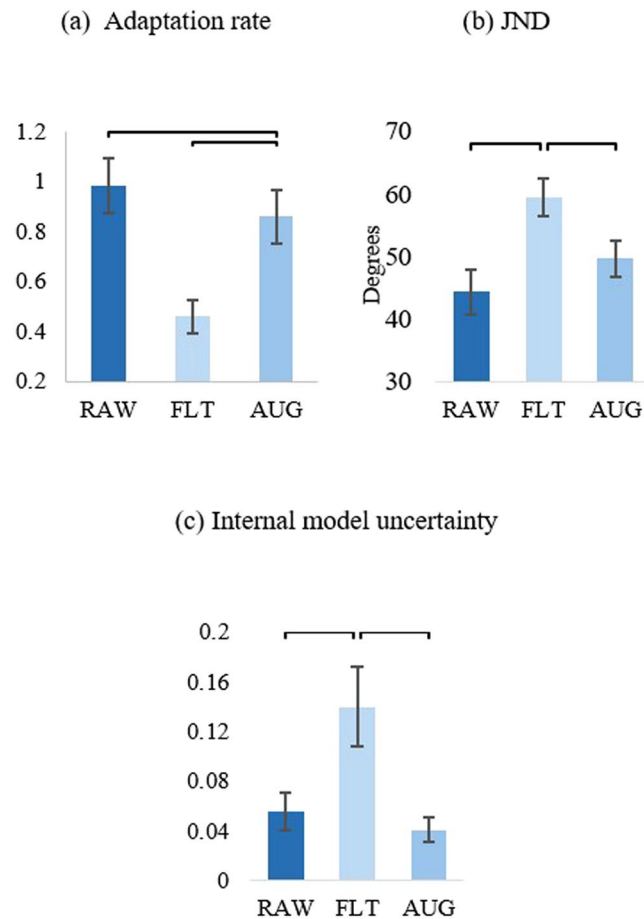 (a) Adaptation rate
1.2
1
0.8
0.6
0.4
0.2
RAW FLT AUG
(b) JND
Degrees
70
60
50
40
30
RAW FLT AUG
(c) Internal model uncertainty
0.2
0.16
0.12
0.08
0.04
0
RAW FLT AUG